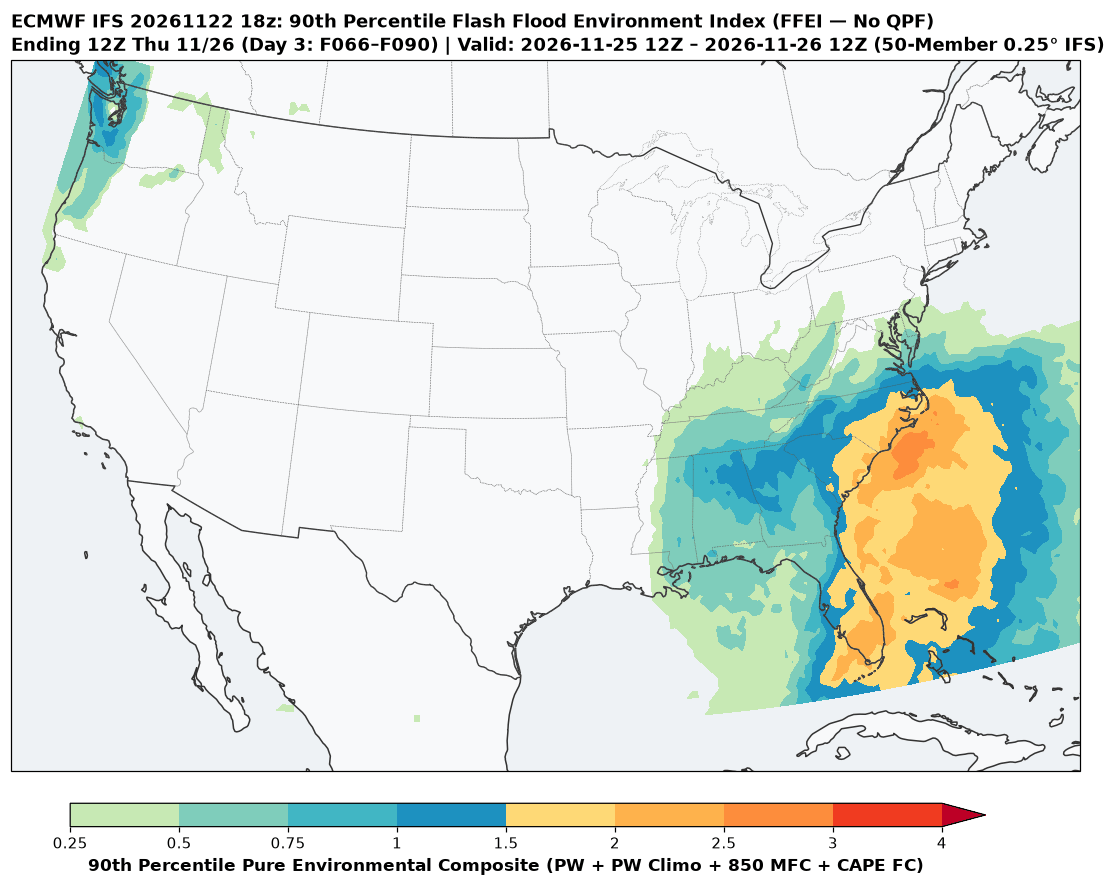 ECMWF IFS 20261122 18z: 90th Percentile Flash Flood Environment Index (FFEI — No QPF)
Ending 12Z Thu 11/26 (Day 3: F066–F090) | Valid: 2026-11-25 12Z – 2026-11-26 12Z (50-Member 0.25° IFS)
0.25 0.5 0.75 1 1.5 2 2.5 3 4
90th Percentile Pure Environmental Composite (PW + PW Climo + 850 MFC + CAPE FC)